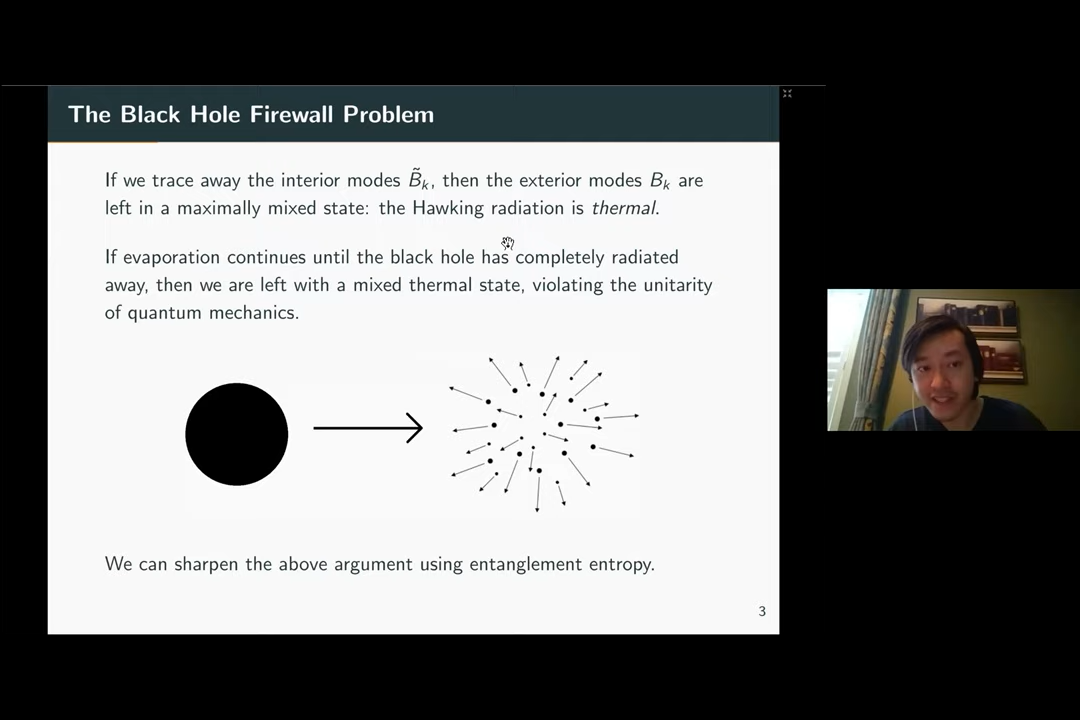 The Black Hole Firewall Problem
If we trace away the interior modes B̃ₖ, then the exterior modes Bₖ are
left in a maximally mixed state: the Hawking radiation is thermal.
If evaporation continues until the black hole has completely radiated
away, then we are left with a mixed thermal state, violating the unitarity
of quantum mechanics.
We can sharpen the above argument using entanglement entropy.
3